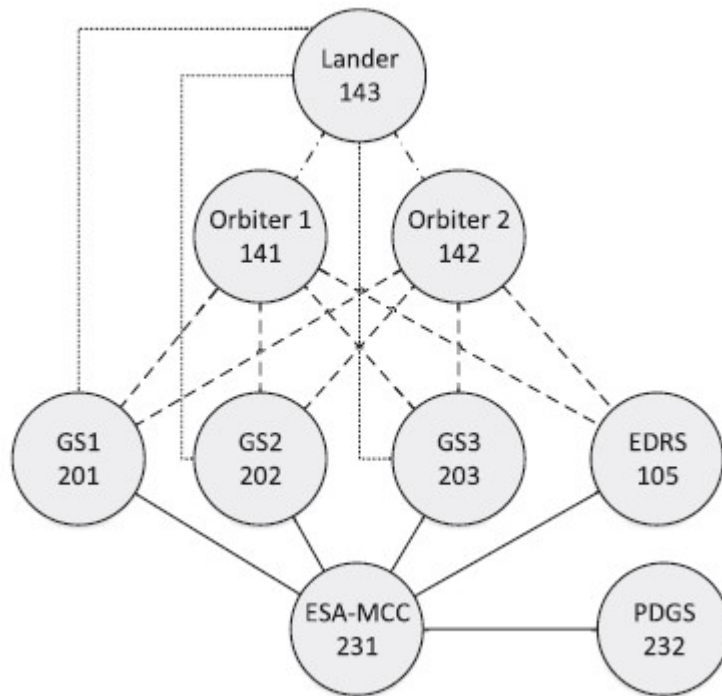 Lander
143
Orbiter 1
141
Orbiter 2
142
GS1
201
GS2
202
GS3
203
EDRS
105
ESA-MCC
231
PDGS
232